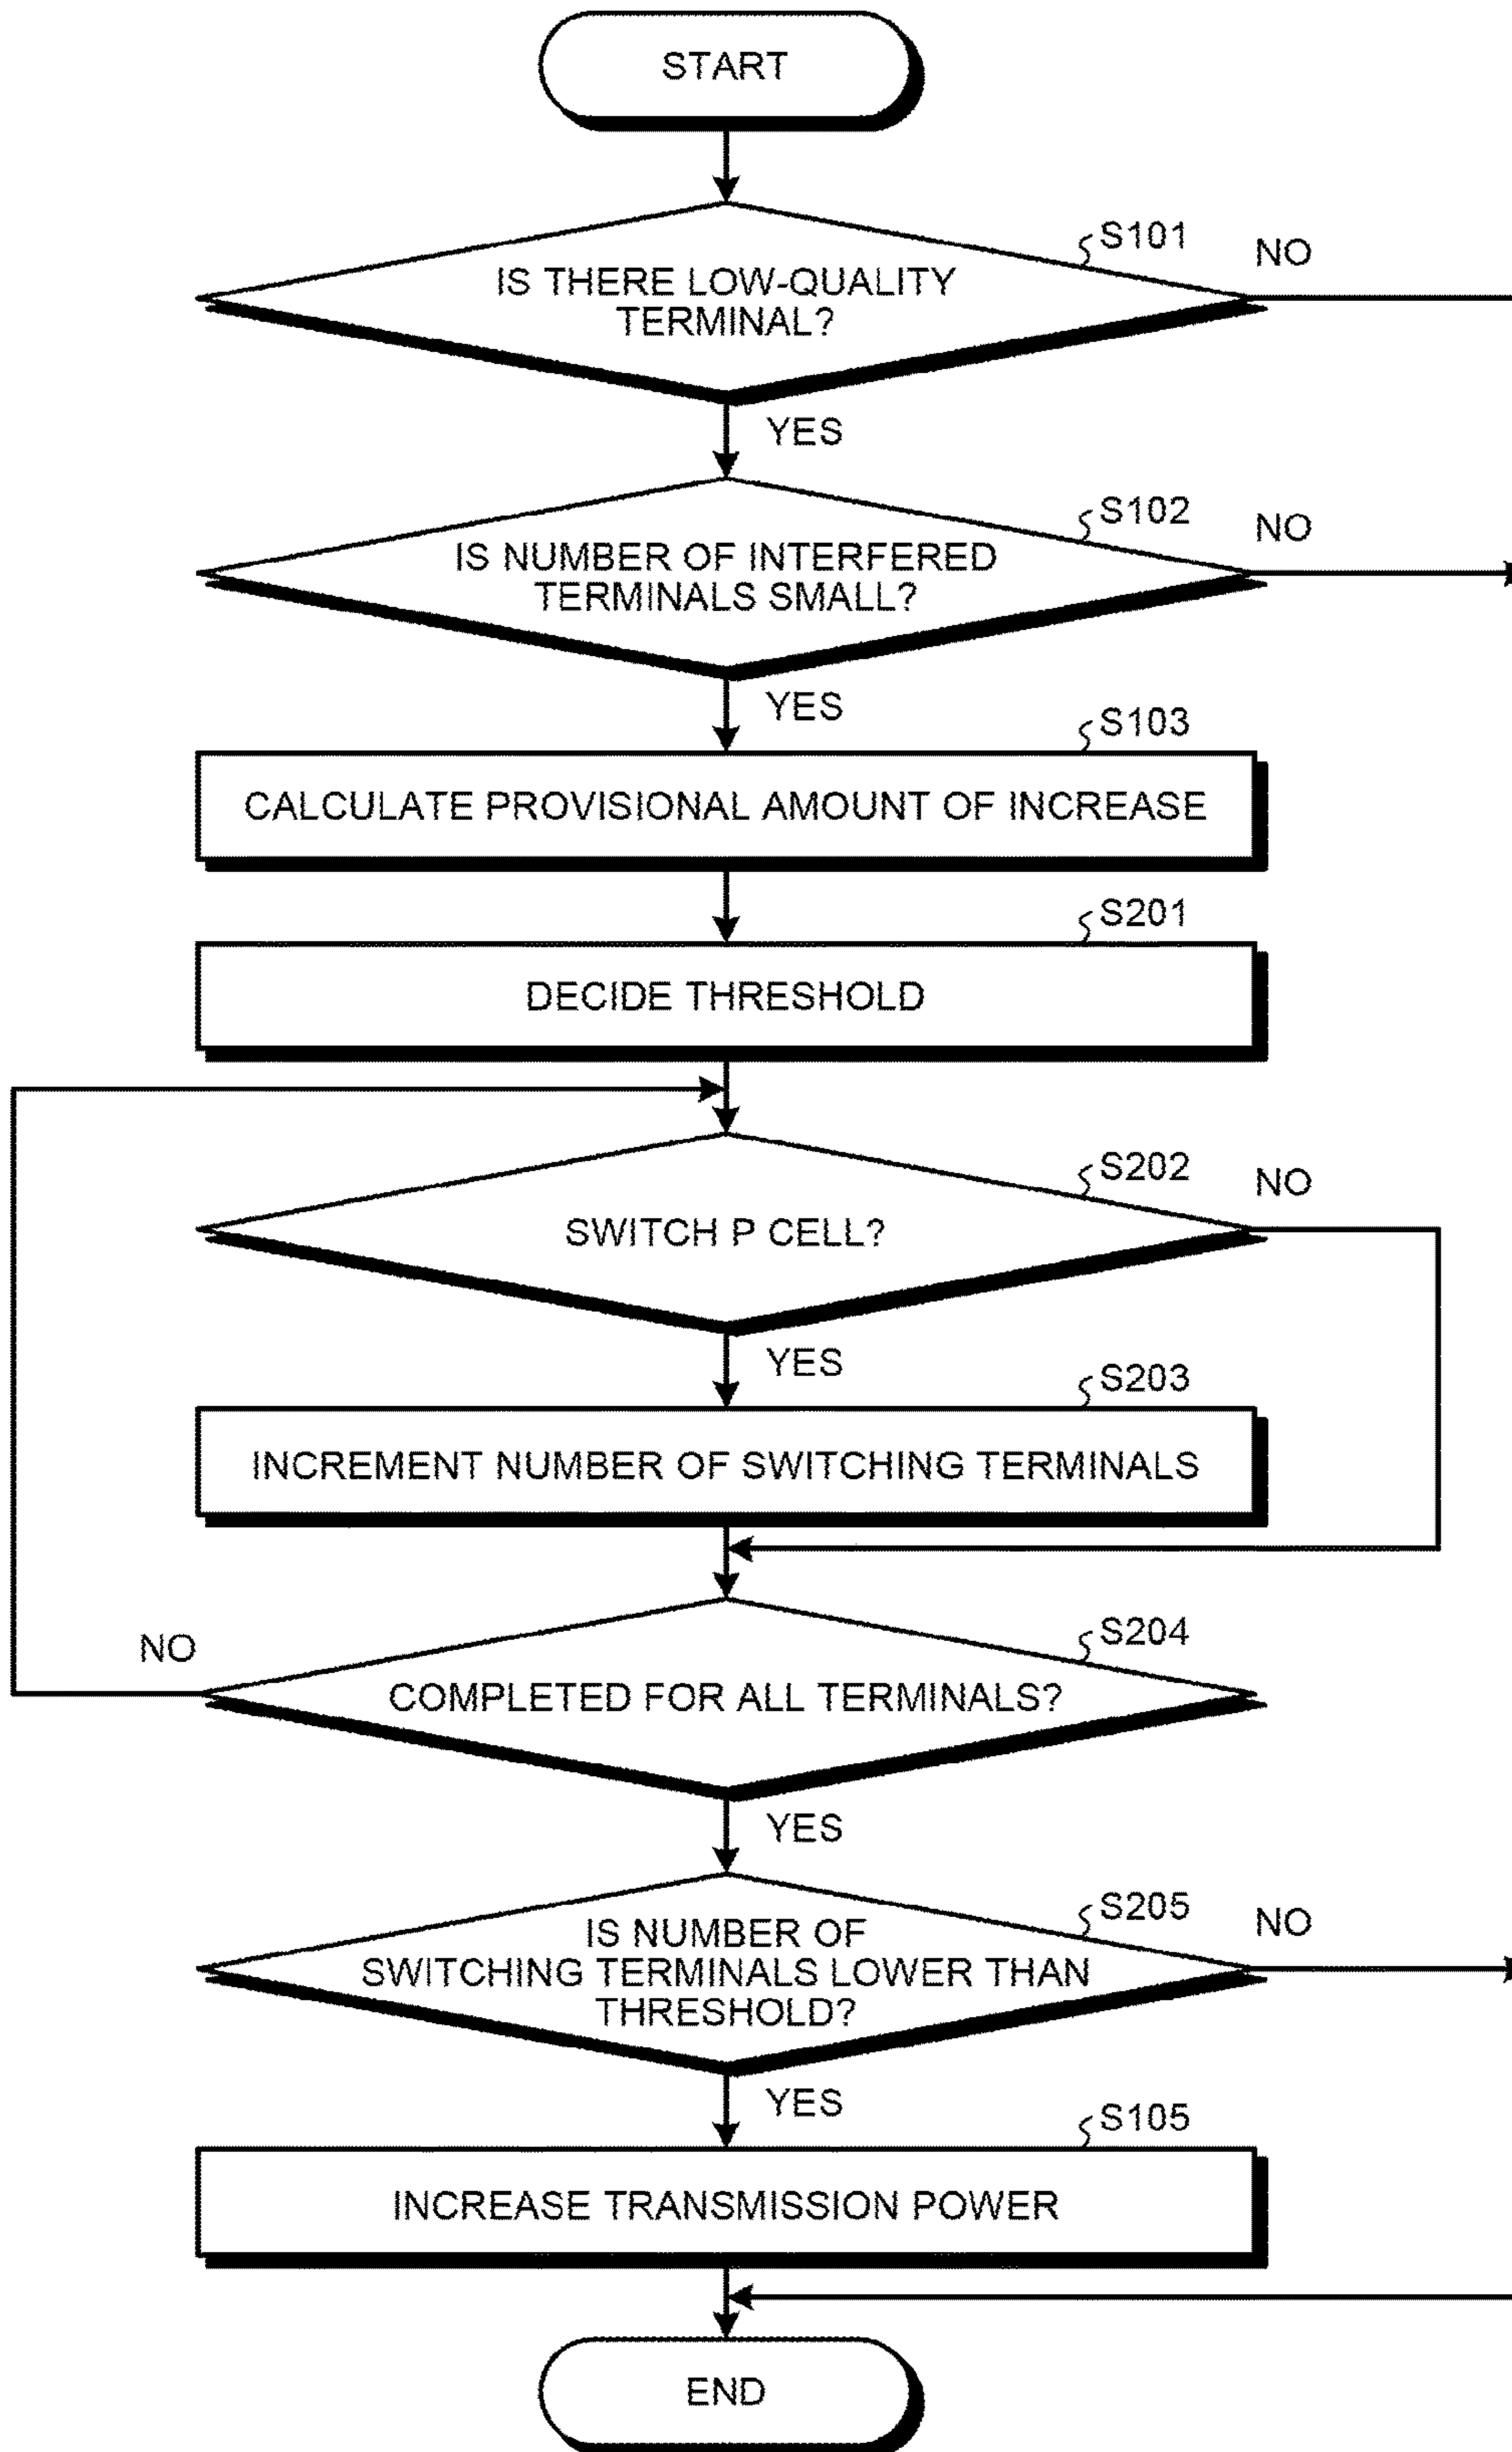 START
S101
NO
IS THERE LOW-QUALITY
TERMINAL?
YES
S102
NO
IS NUMBER OF INTERFERED
TERMINALS SMALL?
YES
S103
CALCULATE PROVISIONAL AMOUNT OF INCREASE
S201
DECIDE THRESHOLD
S202
NO
SWITCH P CELL?
YES
S203
INCREMENT NUMBER OF SWITCHING TERMINALS
S204
NO
COMPLETED FOR ALL TERMINALS?
YES
S205
NO
IS NUMBER OF
SWITCHING TERMINALS LOWER THAN
THRESHOLD?
YES
S105
INCREASE TRANSMISSION POWER
END